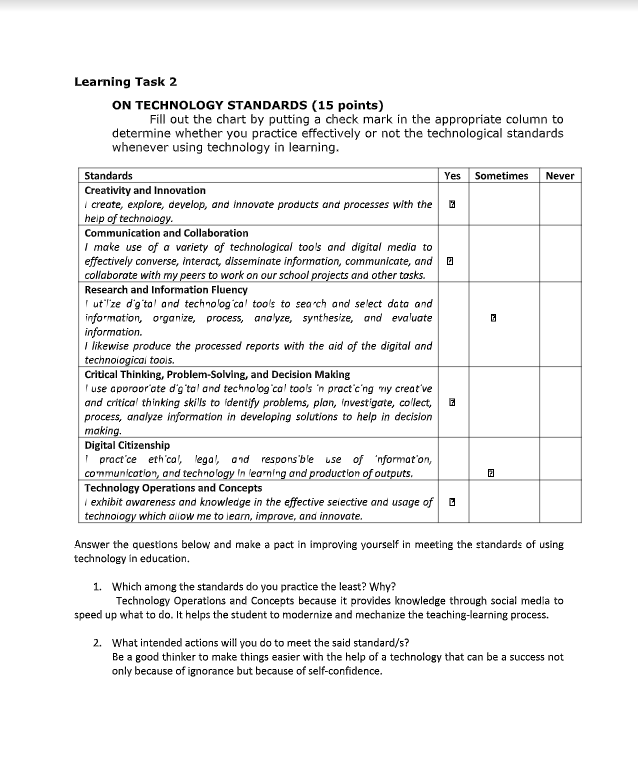 Learning Task 2
ON TECHNOLOGY STANDARDS (15 points)
Fill out the chart by putting a check mark in the appropriate column to
determine whether you practice effectively or not the technological standards
whenever using technology in learning.
Standards Yes Sometimes Never
Creativity and Innovation
I create, explore, develop, and innovate products and processes with the
help of technology.
Communication and Collaboration
I make use of a variety of technological tools and digital media to
effectively converse, interact, disseminate information, communicate, and
collaborate with my peers to work on our school projects and other tasks.
Research and Information Fluency
I utilize digital and technological tools to search and select data and
information, organize, process, analyze, synthesize, and evaluate
information.
I likewise produce the processed reports with the aid of the digital and
technological tools.
Critical Thinking, Problem-Solving, and Decision Making
I use appropriate digital and technological tools in practicing my creative
and critical thinking skills to identify problems, plan, investigate, collect,
process, analyze information in developing solutions to help in decision
making.
Digital Citizenship
I practice ethical, legal, and responsible use of information,
communication, and technology in learning and production of outputs.
Technology Operations and Concepts
I exhibit awareness and knowledge in the effective selective and usage of
technology which allow me to learn, improve, and innovate.
Answer the questions below and make a pact in improving yourself in meeting the standards of using
technology in education.
1. Which among the standards do you practice the least? Why?
Technology Operations and Concepts because it provides knowledge through social media to
speed up what to do. It helps the student to modernize and mechanize the teaching-learning process.
2. What intended actions will you do to meet the said standard/s?
Be a good thinker to make things easier with the help of a technology that can be a success not
only because of ignorance but because of self-confidence.